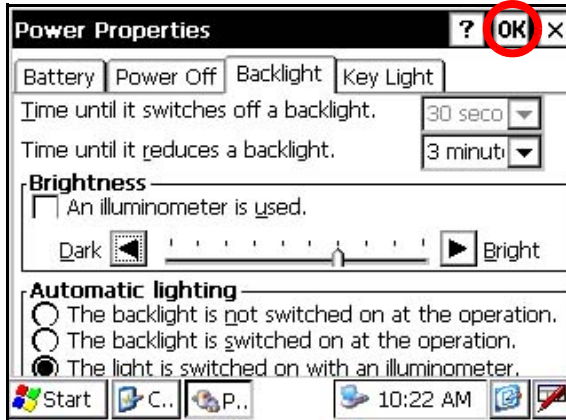 Power Properties ? OK ×
Battery Power Off Backlight Key Light
Time until it switches off a backlight. 30 seco
Time until it reduces a backlight. 3 minut
Brightness
An illuminometer is used.
Dark Bright
Automatic lighting
The backlight is not switched on at the operation.
The backlight is switched on at the operation.
The light is switched on with an illuminometer.
Start C.. P.. 10:22 AM